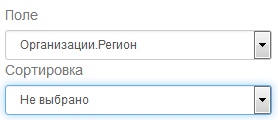 Поле
Организации.Регион
Сортировка
Не выбрано